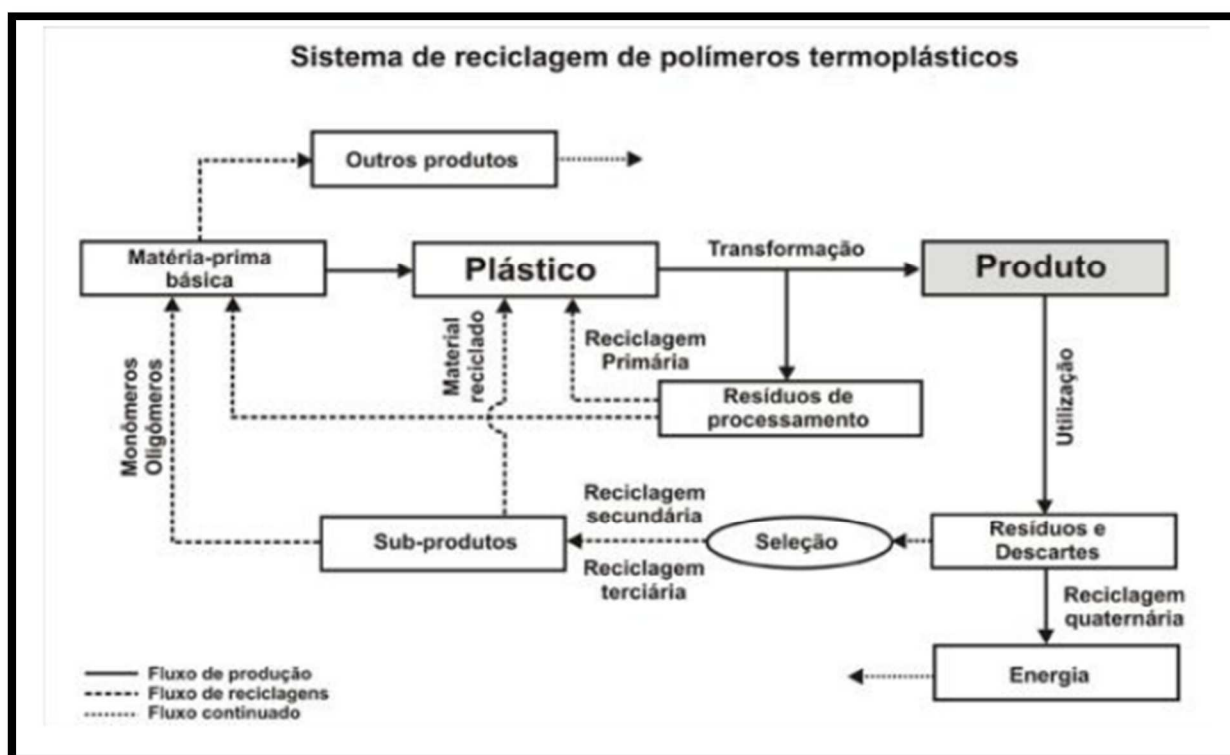 Sistema de reciclagem de polímeros termoplásticos
Outros produtos
Matéria-prima
básica
Plástico
Transformação
Produto
Material
reciclado
Reciclagem
Primária
Resíduos de
processamento
Utilização
Monômeros
Oligômeros
Sub-produtos
Reciclagem
secundária
Reciclagem
terciária
Seleção
Resíduos e
Descartes
Reciclagem
quaternária
Energia
Fluxo de produção
Fluxo de reciclagens
Fluxo continuado